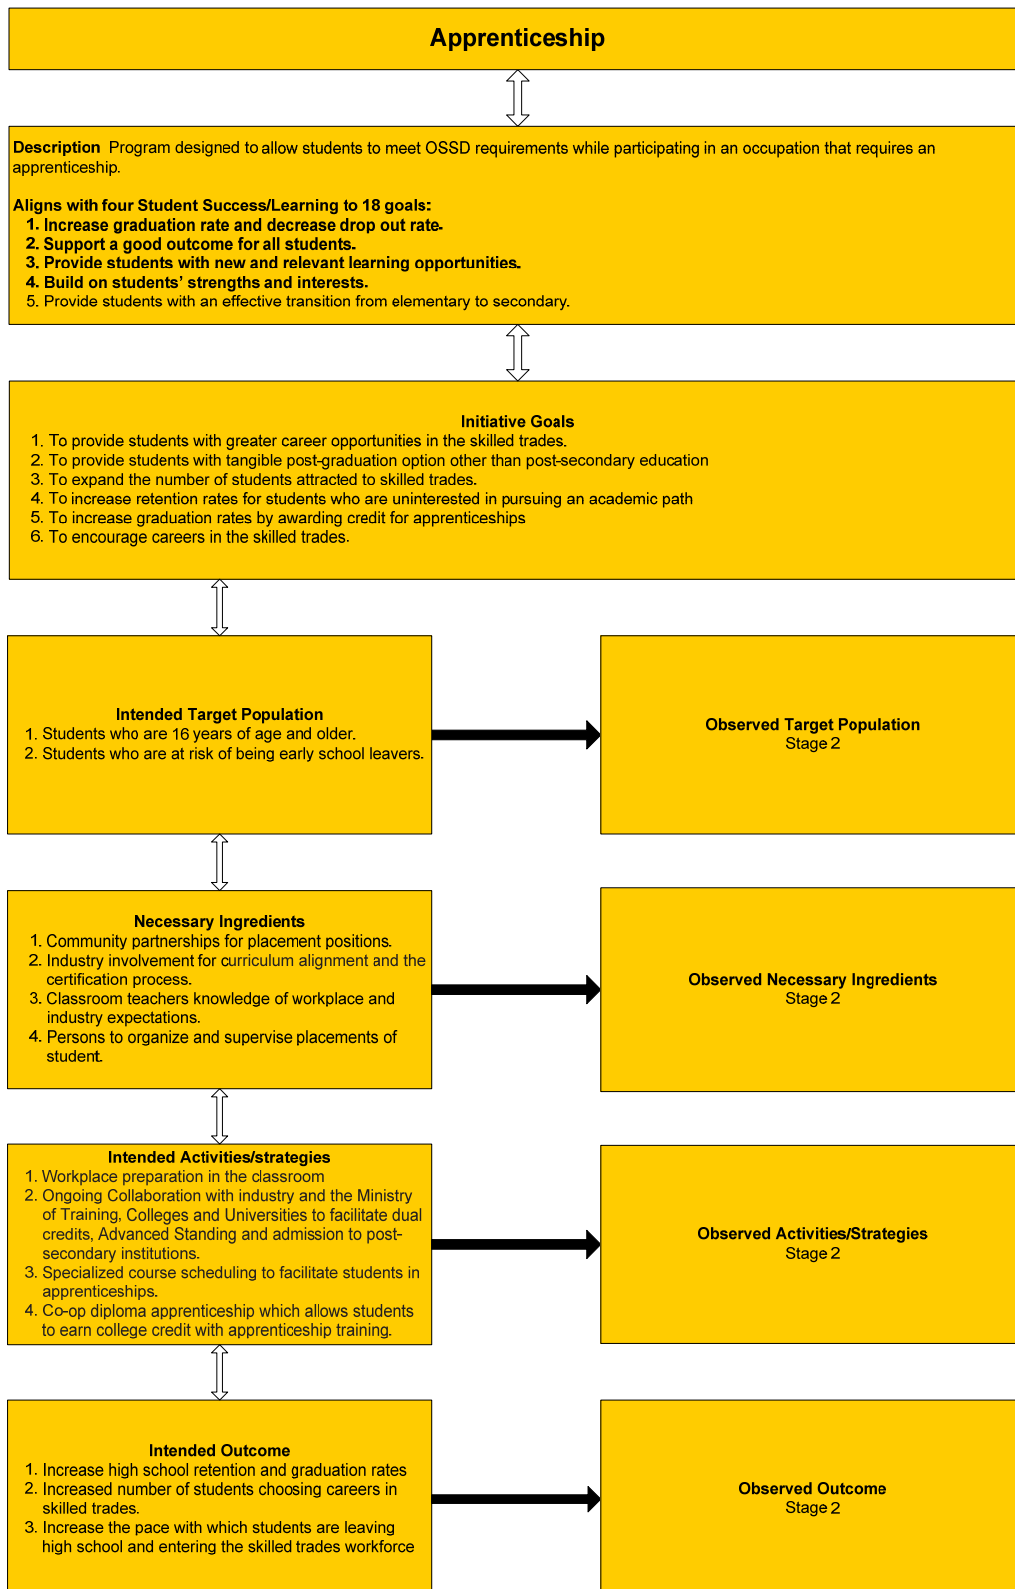 Apprenticeship
Description Program designed to allow students to meet OSSD requirements while participating in an occupation that requires an
apprenticeship.
Aligns with four Student Success/Learning to 18 goals:
1. Increase graduation rate and decrease drop out rate.
2. Support a good outcome for all students.
3. Provide students with new and relevant learning opportunities.
4. Build on students’ strengths and interests.
5. Provide students with an effective transition from elementary to secondary.
Initiative Goals
1. To provide students with greater career opportunities in the skilled trades.
2. To provide students with tangible post-graduation option other than post-secondary education
3. To expand the number of students attracted to skilled trades.
4. To increase retention rates for students who are uninterested in pursuing an academic path
5. To increase graduation rates by awarding credit for apprenticeships
6. To encourage careers in the skilled trades.
Intended Target Population
1. Students who are 16 years of age and older.
2. Students who are at risk of being early school leavers.
Observed Target Population
Stage 2
Necessary Ingredients
1. Community partnerships for placement positions.
2. Industry involvement for curriculum alignment and the
certification process.
3. Classroom teachers knowledge of workplace and
industry expectations.
4. Persons to organize and supervise placements of
student.
Observed Necessary Ingredients
Stage 2
Intended Activities/strategies
1. Workplace preparation in the classroom
2. Ongoing Collaboration with industry and the Ministry
of Training, Colleges and Universities to facilitate dual
credits, Advanced Standing and admission to post-
secondary institutions.
3. Specialized course scheduling to facilitate students in
apprenticeships.
4. Co-op diploma apprenticeship which allows students
to earn college credit with apprenticeship training.
Observed Activities/Strategies
Stage 2
Intended Outcome
1. Increase high school retention and graduation rates
2. Increased number of students choosing careers in
skilled trades.
3. Increase the pace with which students are leaving
high school and entering the skilled trades workforce
Observed Outcome
Stage 2